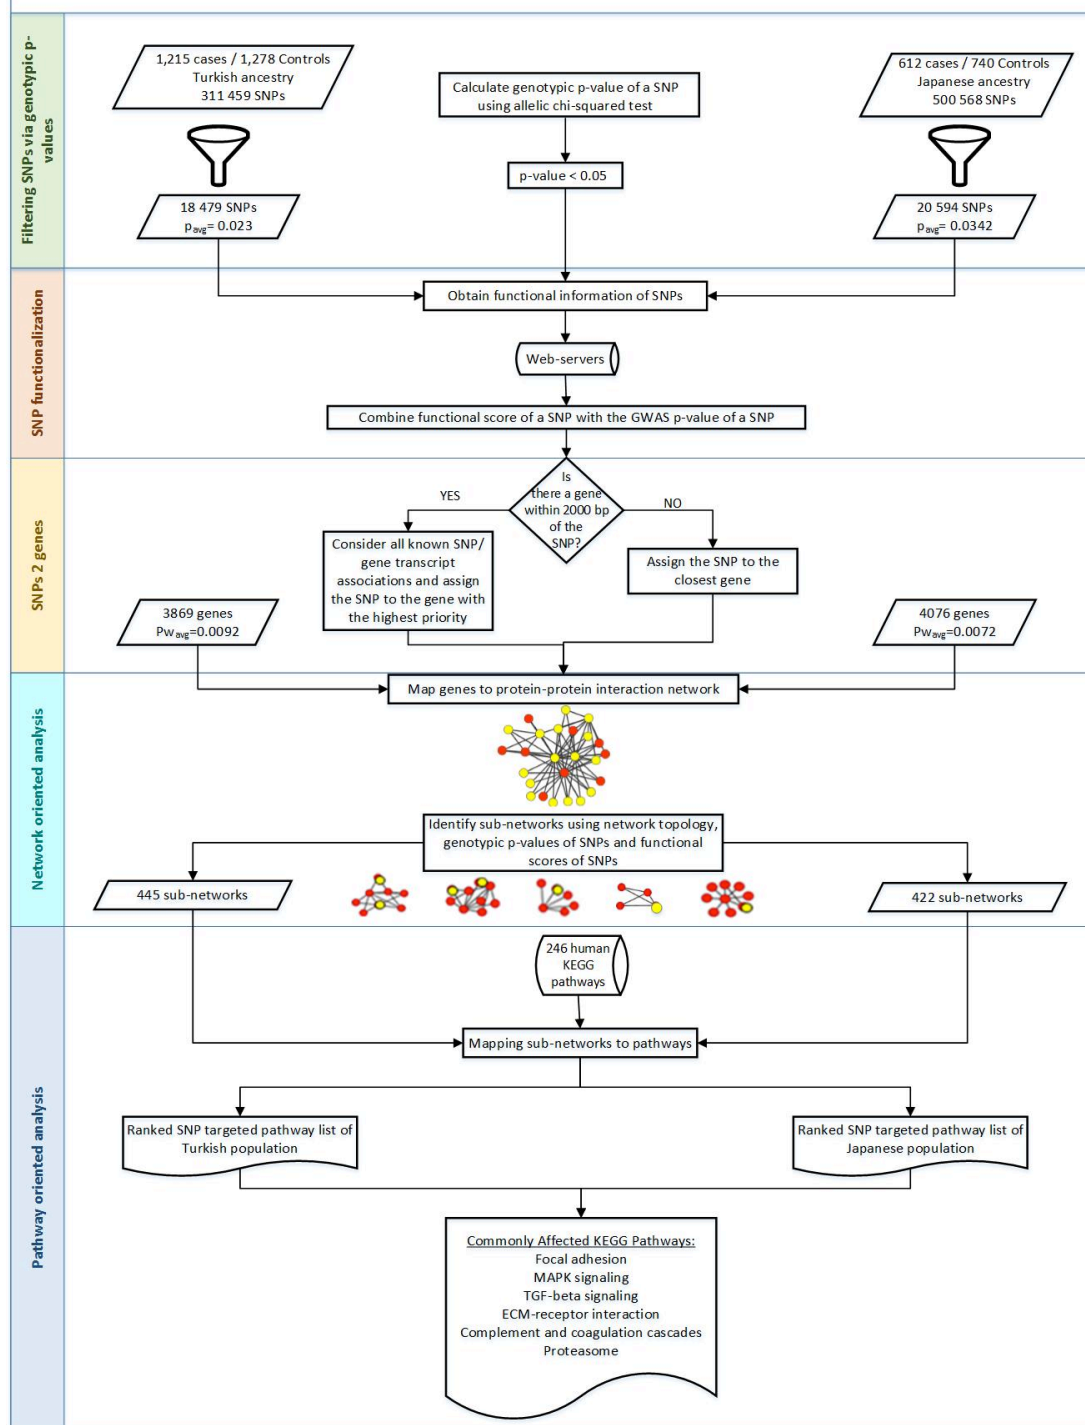 Filtering SNPs via genotypic p-
values
1,215 cases / 1,278 Controls
Turkish ancestry
311 459 SNPs
Calculate genotypic p-value of a SNP
using allelic chi-squared test
612 cases / 740 Controls
Japanese ancestry
500 568 SNPs
p-value < 0.05
18 479 SNPs
pavg= 0.023
20 594 SNPs
pavg= 0.0342
SNP functionalization
Obtain functional information of SNPs
Web-servers
Combine functional score of a SNP with the GWAS p-value of a SNP
SNPs 2 genes
Is
there a gene
within 2000 bp
of the
SNP?
YES
NO
Consider all known SNP/
gene transcript
associations and assign
the SNP to the gene with
the highest priority
Assign the SNP to the
closest gene
3869 genes
Pwavg=0.0092
4076 genes
Pwavg=0.0072
Network oriented analysis
Map genes to protein-protein interaction network
Identify sub-networks using network topology,
genotypic p-values of SNPs and functional
scores of SNPs
445 sub-networks
422 sub-networks
Pathway oriented analysis
246 human
KEGG
pathways
Mapping sub-networks to pathways
Ranked SNP targeted pathway list of
Turkish population
Ranked SNP targeted pathway list of
Japanese population
Commonly Affected KEGG Pathways:
Focal adhesion
MAPK signaling
TGF-beta signaling
ECM-receptor interaction
Complement and coagulation cascades
Proteasome